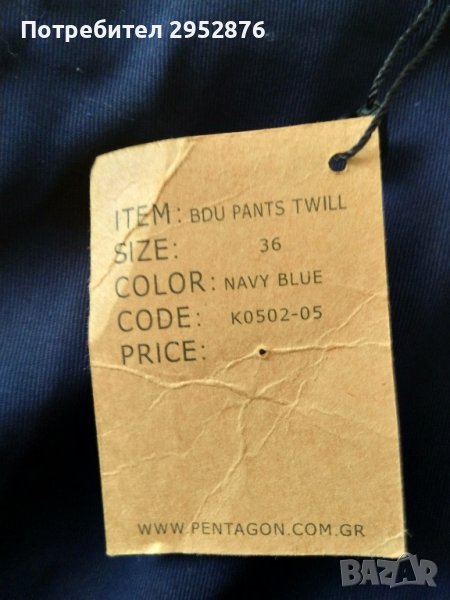 Потребител 2952876
ITEM: BDU PANTS TWILL
SIZE: 36
COLOR: NAVY BLUE
CODE: K0502-05
PRICE:
WWW.PENTAGON.COM.GR
BAZAR